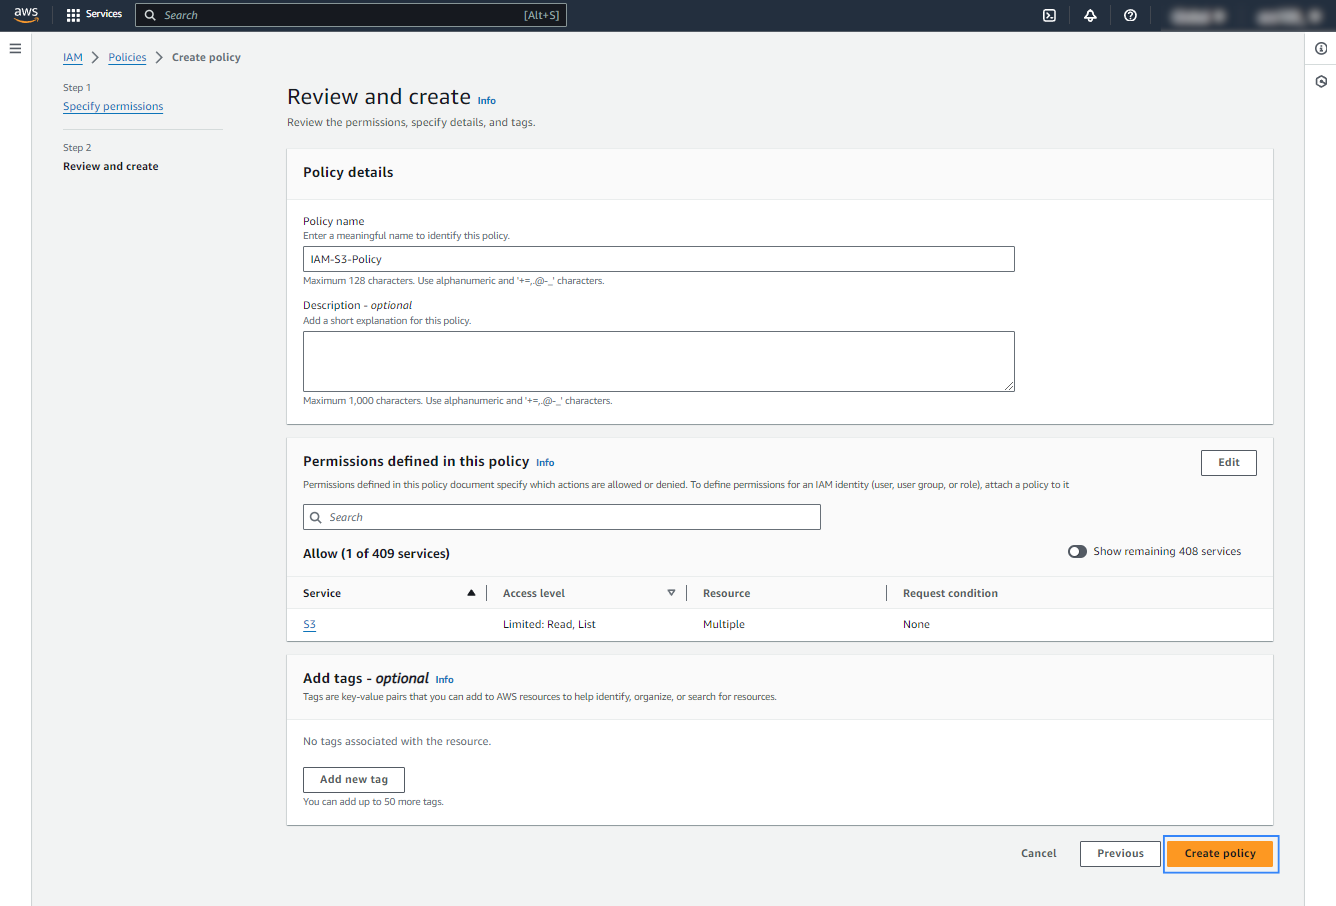 aws Services Search [Alt+S]
IAM Policies Create policy
Step 1
Specify permissions
Step 2
Review and create
Review and create Info
Review the permissions, specify details, and tags.
Policy details
Policy name
Enter a meaningful name to identify this policy.
IAM-S3-Policy
Maximum 128 characters. Use alphanumeric and '+=,.@-_' characters.
Description - optional
Add a short explanation for this policy.
Maximum 1,000 characters. Use alphanumeric and '+=,.@-_' characters.
Permissions defined in this policy Info
Edit
Permissions defined in this policy document specify which actions are allowed or denied. To define permissions for an IAM identity (user, user group, or role), attach a policy to it
Search
Allow (1 of 409 services)
Show remaining 408 services
Service Access level Resource Request condition
S3 Limited: Read, List Multiple None
Add tags - optional Info
Tags are key-value pairs that you can add to AWS resources to help identify, organize, or search for resources.
No tags associated with the resource.
Add new tag
You can add up to 50 more tags.
Cancel Previous Create policy